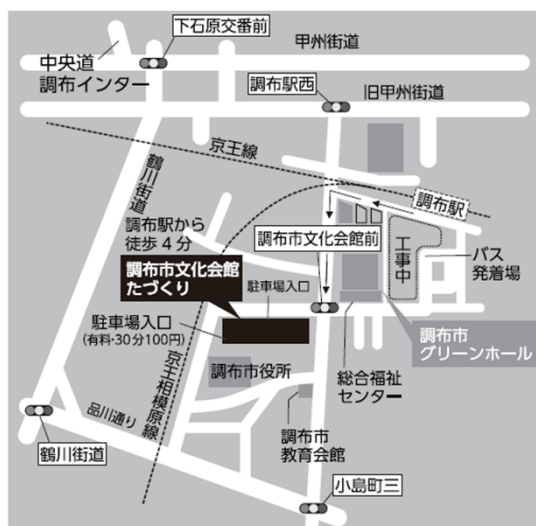 下石原交番前
甲州街道
中央道
調布インター
調布駅西
旧甲州街道
京王線
鶴川街道
調布駅
調布駅から
徒歩4分
調布市文化会館前
工事中
バス
発着場
調布市文化会館
たづくり
駐車場入口
駐車場入口
(有料・30分100円)
調布市
グリーンホール
京王相模原線
調布市役所
総合福祉
センター
品川通り
調布市
教育会館
鶴川街道
小島町三